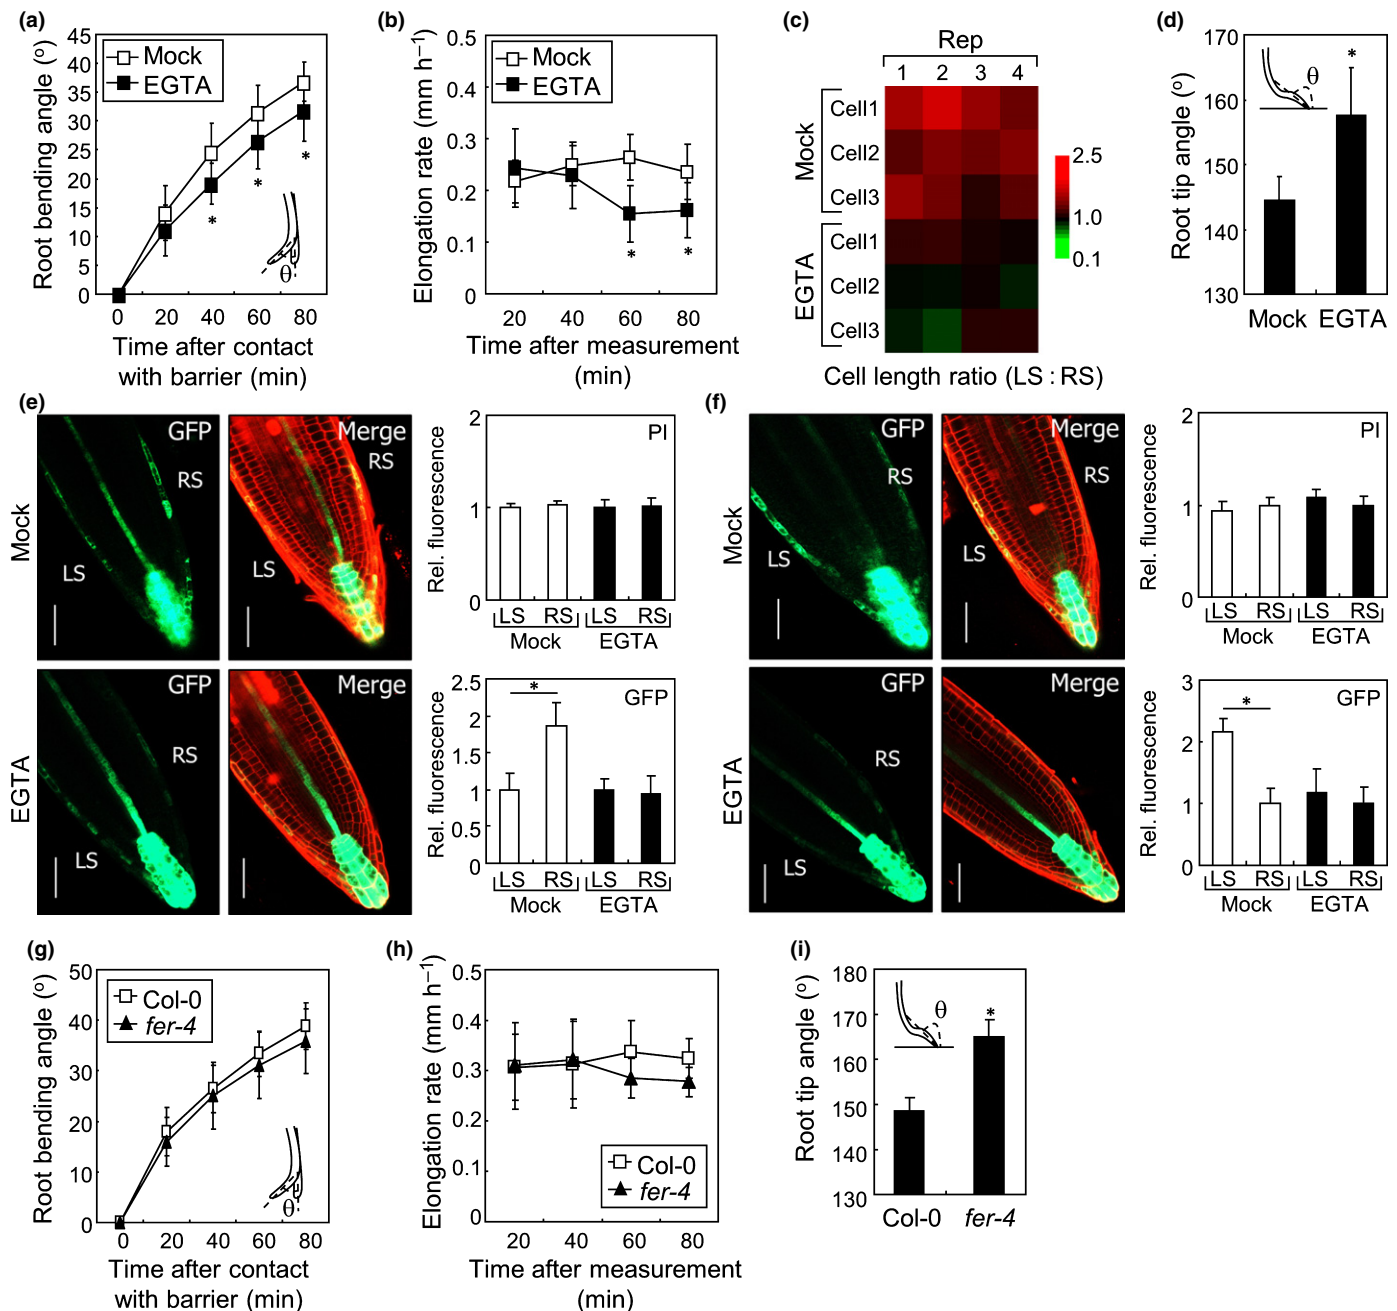 (a)
Root bending angle (º)
40
35
30
25
20
15
10
5
0
Mock
EGTA
*
*
*
θ
0 20 40 60 80
Time after contact
with barrier (min)
(b)
Elongation rate (mm h−1)
0.5
0.4
0.3
0.2
0.1
0
Mock
EGTA
*
*
20 40 60 80
Time after measurement
(min)
(c)
Rep
1 2 3 4
Mock
Cell1
Cell2
Cell3
EGTA
Cell1
Cell2
Cell3
2.5
1.0
0.1
Cell length ratio (LS : RS)
(d)
Root tip angle (º)
170
160
150
140
130
θ
*
Mock EGTA
(e)
Mock
GFP
RS
LS
Merge
RS
LS
Rel. fluorescence
2
1
0
PI
LS RS LS RS
Mock EGTA
EGTA
GFP
RS
LS
Merge
Rel. fluorescence
2.5
2
1.5
1
0.5
0
GFP
*
LS RS LS RS
Mock EGTA
(f)
Mock
GFP
RS
LS
Merge
RS
LS
Rel. fluorescence
2
1
0
PI
LS RS LS RS
Mock EGTA
EGTA
GFP
RS
LS
Merge
Rel. fluorescence
3
2
1
0
GFP
*
LS RS LS RS
Mock EGTA
(g)
Root bending angle (º)
50
40
30
20
10
0
Col-0
fer-4
θ
0 20 40 60 80
Time after contact
with barrier (min)
(h)
Elongation rate (mm h−1)
0.5
0.4
0.3
0.2
0.1
0
Col-0
fer-4
20 40 60 80
Time after measurement
(min)
(i)
Root tip angle (º)
180
170
160
150
140
130
θ
*
Col-0 fer-4